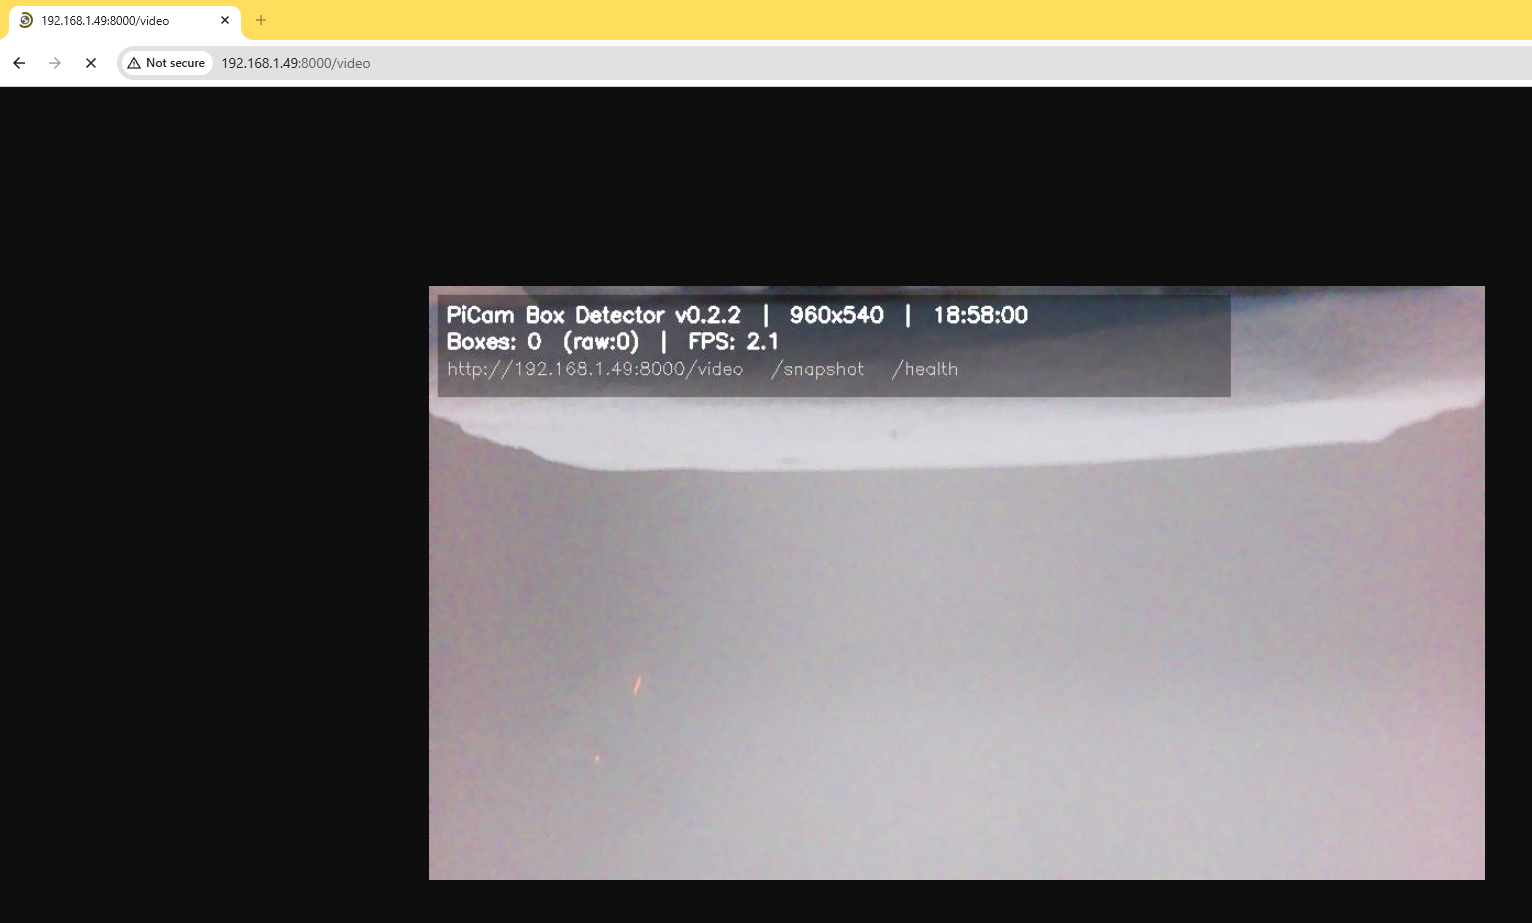 192.168.1.49:8000/video
Not secure 192.168.1.49:8000/video
PiCam Box Detector v0.2.2 | 960x540 | 18:58:00
Boxes: 0 (raw:0) | FPS: 2.1
http://192.168.1.49:8000/video /snapshot /health